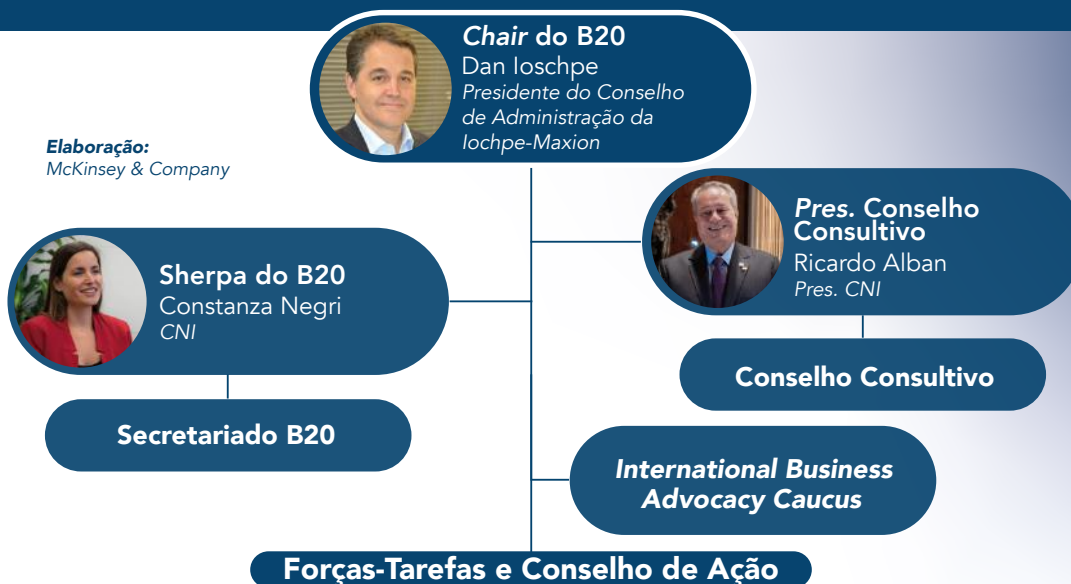 Chair do B20
Dan Ioschpe
Presidente do Conselho
de Administração da
Iochpe-Maxion
Elaboração:
McKinsey & Company
Pres. Conselho
Consultivo
Ricardo Alban
Pres. CNI
Sherpa do B20
Constanza Negri
CNI
Conselho Consultivo
Secretariado B20
International Business
Advocacy Caucus
Forças-Tarefas e Conselho de Ação